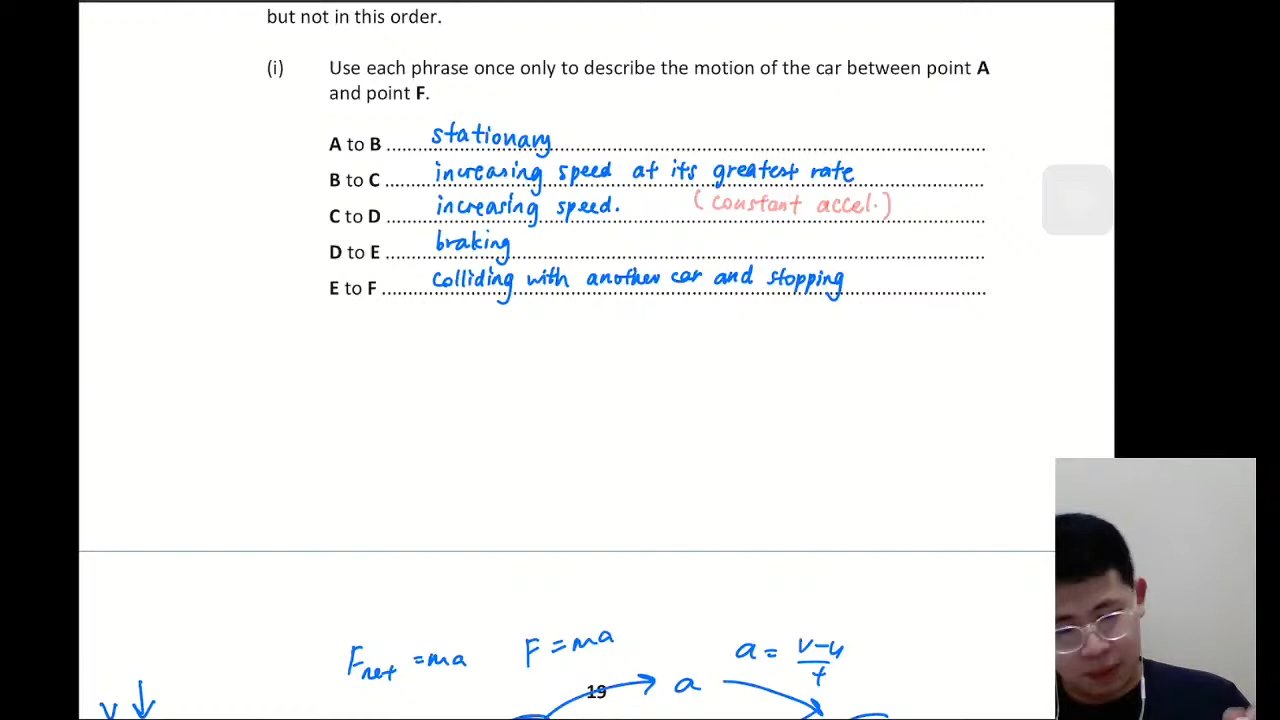 but not in this order.
(i) Use each phrase once only to describe the motion of the car between point A
and point F.
A to B stationary
B to C increasing speed at its greatest rate
C to D increasing speed. (constant accel.)
D to E braking
E to F colliding with another car and stopping
Fnet = ma F = ma a = v-u/t
19 a
v